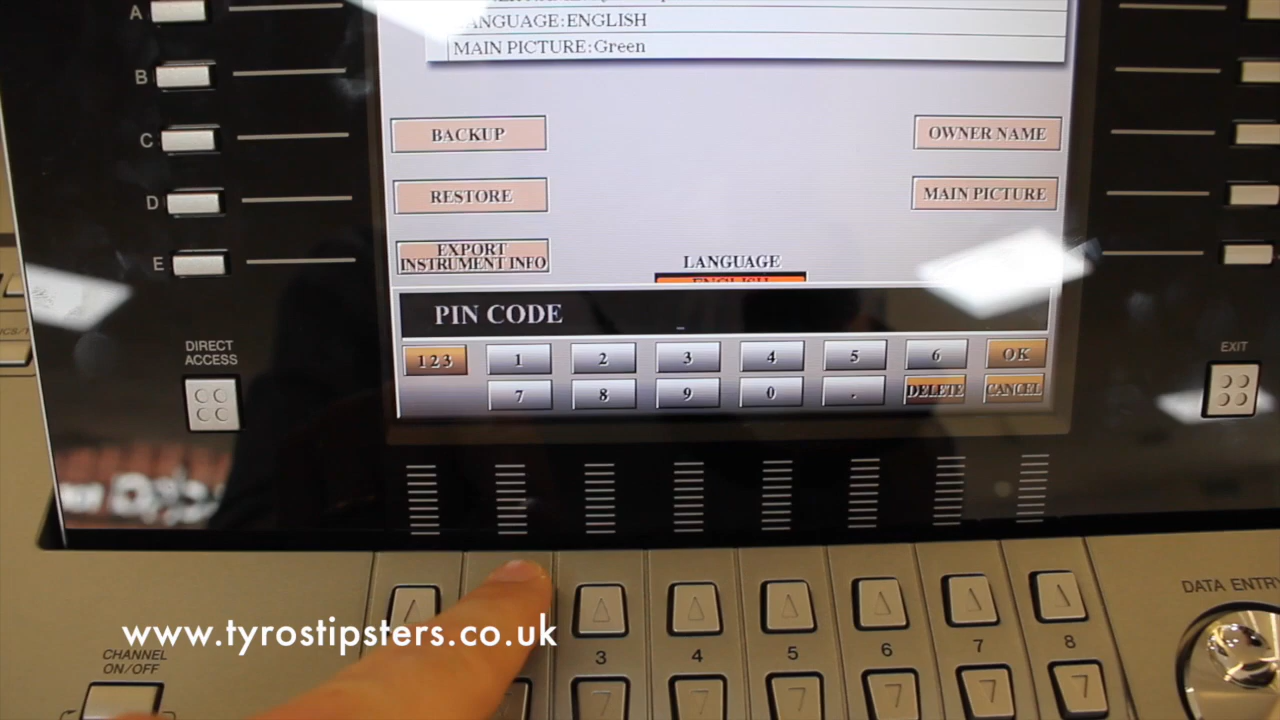 LANGUAGE:ENGLISH
MAIN PICTURE:Green
A
B
C
D
E
BACKUP
OWNER NAME
RESTORE
MAIN PICTURE
EXPORT
INSTRUMENT INFO
LANGUAGE
ENGLISH
PIN CODE _
123 1 2 3 4 5 6 OK
7 8 9 0 . DELETE CANCEL
DIRECT
ACCESS
EXIT
DATA ENTRY
3 4 5 6 7 8
www.tyrostipsters.co.uk
CHANNEL
ON/OFF